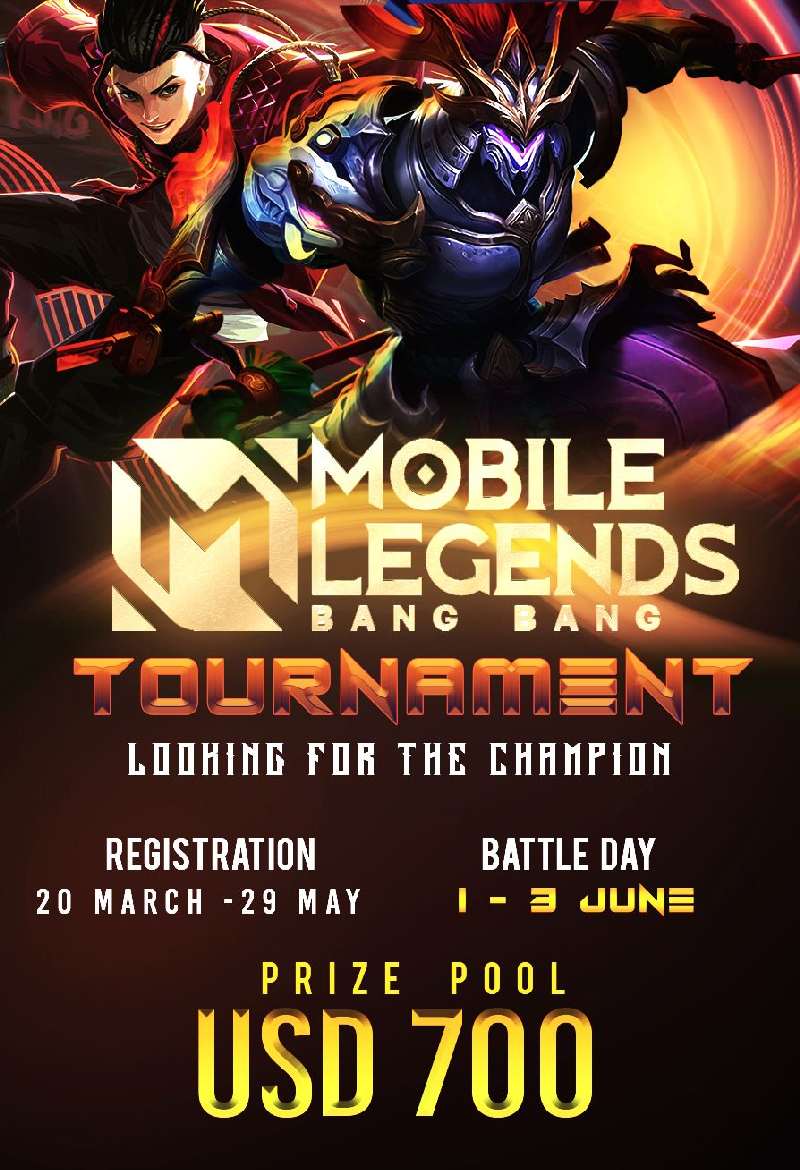 KING
MOBILE
LEGENDS
BANG BANG
TOURNAMENT
LOOKING FOR THE CHAMPION
REGISTRATION
20 MARCH -29 MAY
BATTLE DAY
1 - 3 JUNE
PRIZE POOL
USD 700